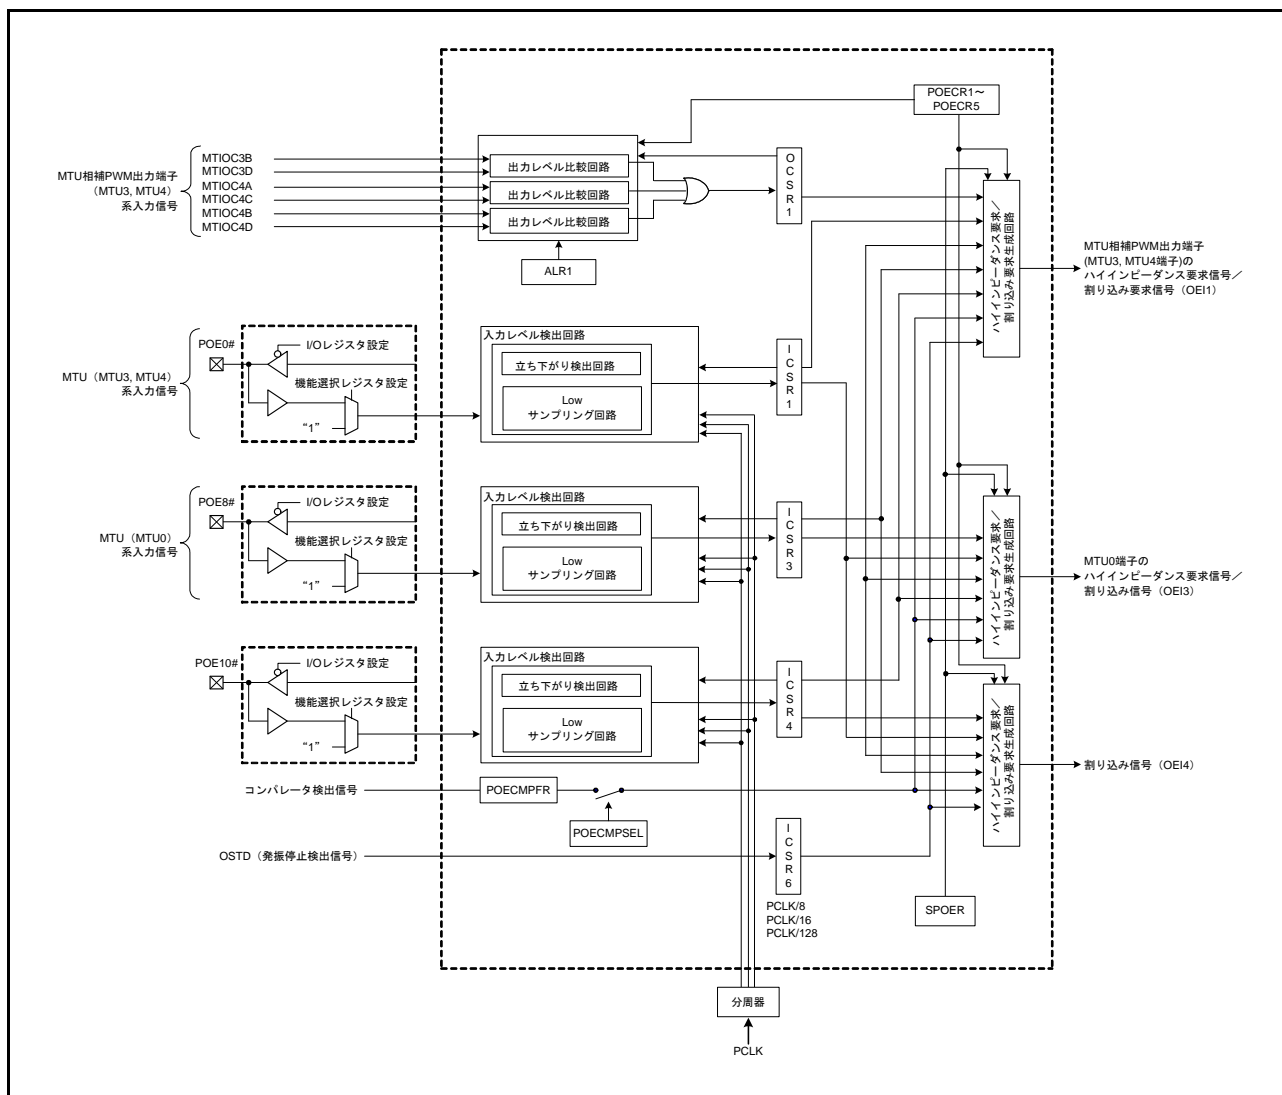 POECR1～
POECR5
MTU相補PWM出力端子
（MTU3, MTU4）
系入力信号
MTIOC3B
MTIOC3D
MTIOC4A
MTIOC4C
MTIOC4B
MTIOC4D
出力レベル比較回路
出力レベル比較回路
出力レベル比較回路
ALR1
OCSR1
ハイインピーダンス要求／
割り込み要求生成回路
MTU相補PWM出力端子
(MTU3, MTU4端子)の
ハイインピーダンス要求信号／
割り込み要求信号（OEI1）
MTU（MTU3, MTU4）
系入力信号
POE0#
I/Oレジスタ設定
機能選択レジスタ設定
“1”
入力レベル検出回路
立ち下がり検出回路
Low
サンプリング回路
ICSR1
MTU（MTU0）
系入力信号
POE8#
I/Oレジスタ設定
機能選択レジスタ設定
“1”
入力レベル検出回路
立ち下がり検出回路
Low
サンプリング回路
ICSR3
ハイインピーダンス要求／
割り込み要求生成回路
MTU0端子の
ハイインピーダンス要求信号／
割り込み信号（OEI3）
POE10#
I/Oレジスタ設定
機能選択レジスタ設定
“1”
入力レベル検出回路
立ち下がり検出回路
Low
サンプリング回路
ICSR4
ハイインピーダンス要求／
割り込み要求生成回路
割り込み信号（OEI4）
コンパレータ検出信号
POECMPFR
POECMPSEL
OSTD（発振停止検出信号）
ICSR6
PCLK/8
PCLK/16
PCLK/128
SPOER
分周器
PCLK